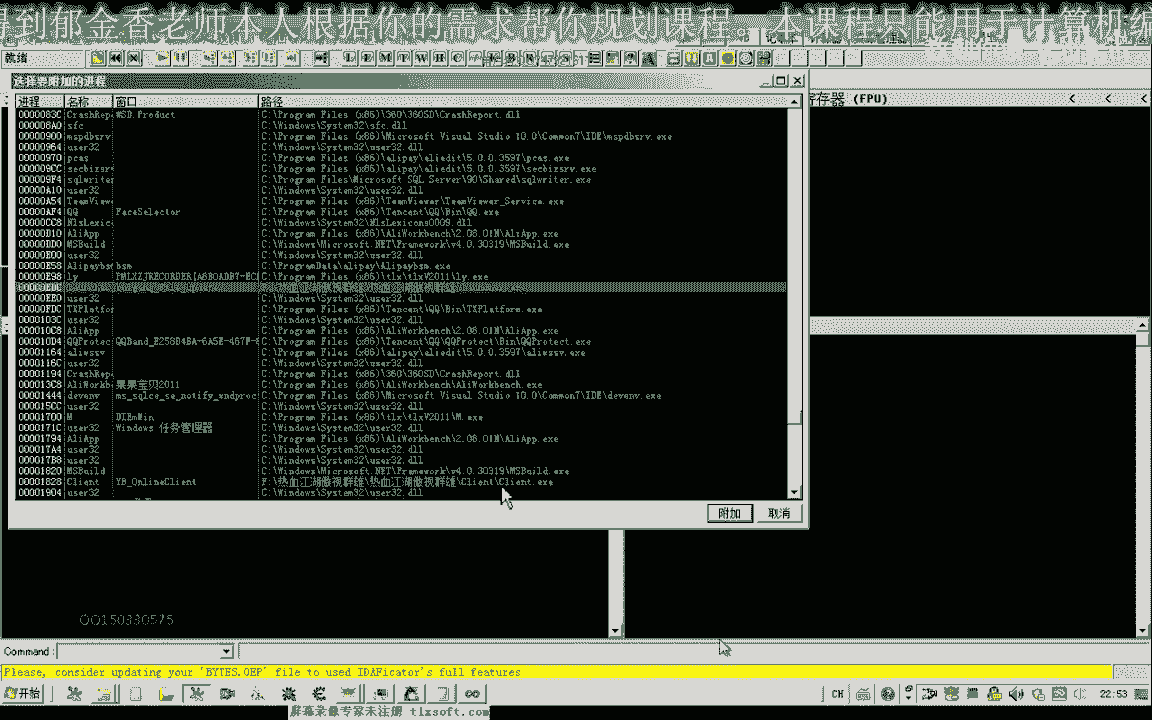 得到郁金香老师本人根据你的需求帮你规划课程。本课程只能用于计算机编
就绪
选择要附加的进程
寄存器 (FPU)
进程 名称 窗口 路径
0000083C CrashRep WSD.Product C:\Program Files (x86)\360\360SD\CrashReport.dll
000008A0 sfc C:\Windows\System32\sfc.dll
00000900 mspdbsrv C:\Program Files (x86)\Microsoft Visual Studio 10.0\Common7\IDE\mspdbsrv.exe
00000964 user32 C:\Windows\System32\user32.dll
00000970 pcas C:\Program Files (x86)\alipay\aliedit\5.0.0.3597\pcas.exe
000009CC secbizsrv C:\Program Files (x86)\alipay\aliedit\5.0.0.3597\secbizsrv.exe
000009F4 sqlwriter C:\Program Files\Microsoft SQL Server\90\Shared\sqlwriter.exe
00000A10 user32 C:\Windows\System32\user32.dll
00000A54 TeamView C:\Program Files (x86)\TeamViewer\TeamViewer_Service.exe
00000AF4 QQ FaceSelector C:\Program Files (x86)\Tencent\QQ\Bin\QQ.exe
00000CC8 NlsLexic C:\Windows\System32\NlsLexicons0009.dll
00000D10 AliApp C:\Program Files (x86)\AliWorkbench\2.08.01N\AliApp.exe
00000DD0 MSBuild C:\Windows\Microsoft.NET\Framework\v4.0.30319\MSBuild.exe
00000E00 user32 C:\Windows\System32\user32.dll
00000E58 Alipaybs bsm C:\ProgramData\alipay\Alipaybsm.exe
00000E98 ly C:\Program Files (x86)\tlx\tlxV2011\ly.exe
00000EE0 user32 C:\Windows\System32\user32.dll
00000FDC TXPlatfo C:\Program Files (x86)\Tencent\QQ\Bin\TXPlatform.exe
0000103C user32 C:\Windows\System32\user32.dll
000010C8 AliApp C:\Program Files (x86)\AliWorkbench\2.08.01N\AliApp.exe
000010D4 QQProtec QQBand_E258D4BA-6A5E-467F- C:\Program Files (x86)\Tencent\QQ\QQProtect\Bin\QQProtect.exe
00001164 aliwssv C:\Program Files (x86)\alipay\aliedit\5.0.0.3597\aliwssv.exe
0000116C user32 C:\Windows\System32\user32.dll
00001194 CrashRep C:\Program Files (x86)\360\360SD\CrashReport.dll
000013C8 AliWorkb 果果宝贝2011 C:\Program Files (x86)\AliWorkbench\AliWorkbench.exe
00001444 devenv ms_sqlce_se_notify_wndproc C:\Program Files (x86)\Microsoft Visual Studio 10.0\Common7\IDE\devenv.exe
000015CC user32 C:\Windows\System32\user32.dll
00001700 M DIEmWin C:\Program Files (x86)\tlx\tlxV2011\M.exe
0000171C user32 Windows 任务管理器 C:\Windows\System32\user32.dll
00001794 AliApp C:\Program Files (x86)\AliWorkbench\2.08.01N\AliApp.exe
000017A4 user32 C:\Windows\System32\user32.dll
000017B8 user32 C:\Windows\System32\user32.dll
00001820 MSBuild C:\Windows\Microsoft.NET\Framework\v4.0.30319\MSBuild.exe
00001828 Client YB_OnlineClient F:\热血江湖傲视群雄\热血江湖傲视群雄\Client\Client.exe
00001904 user32 C:\Windows\System32\user32.dll
附加 取消
QQ150330575
Command:
Please, consider updating your 'BYTES.OEP' file to used IDAFicator's full features
开始 CH 22:53
屏幕录像专家未注册 tlxsoft.com